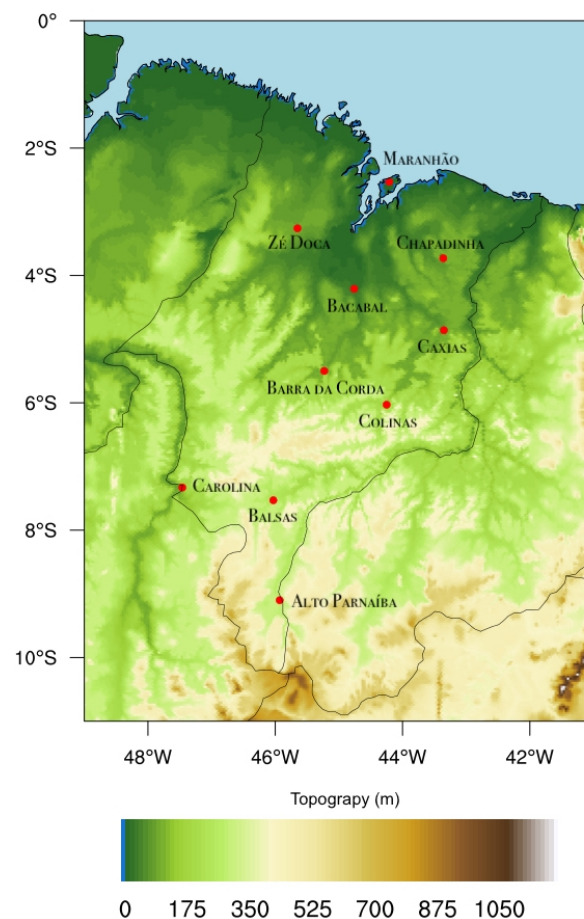 0°
2°S
MARANHÃO
ZÉ DOCA
CHAPADINHA
4°S
BACABAL
CAXIAS
BARRA DA CORDA
6°S
COLINAS
CAROLINA
BALSAS
8°S
ALTO PARNAÍBA
10°S
48°W 46°W 44°W 42°W
Topograpy (m)
0 175 350 525 700 875 1050